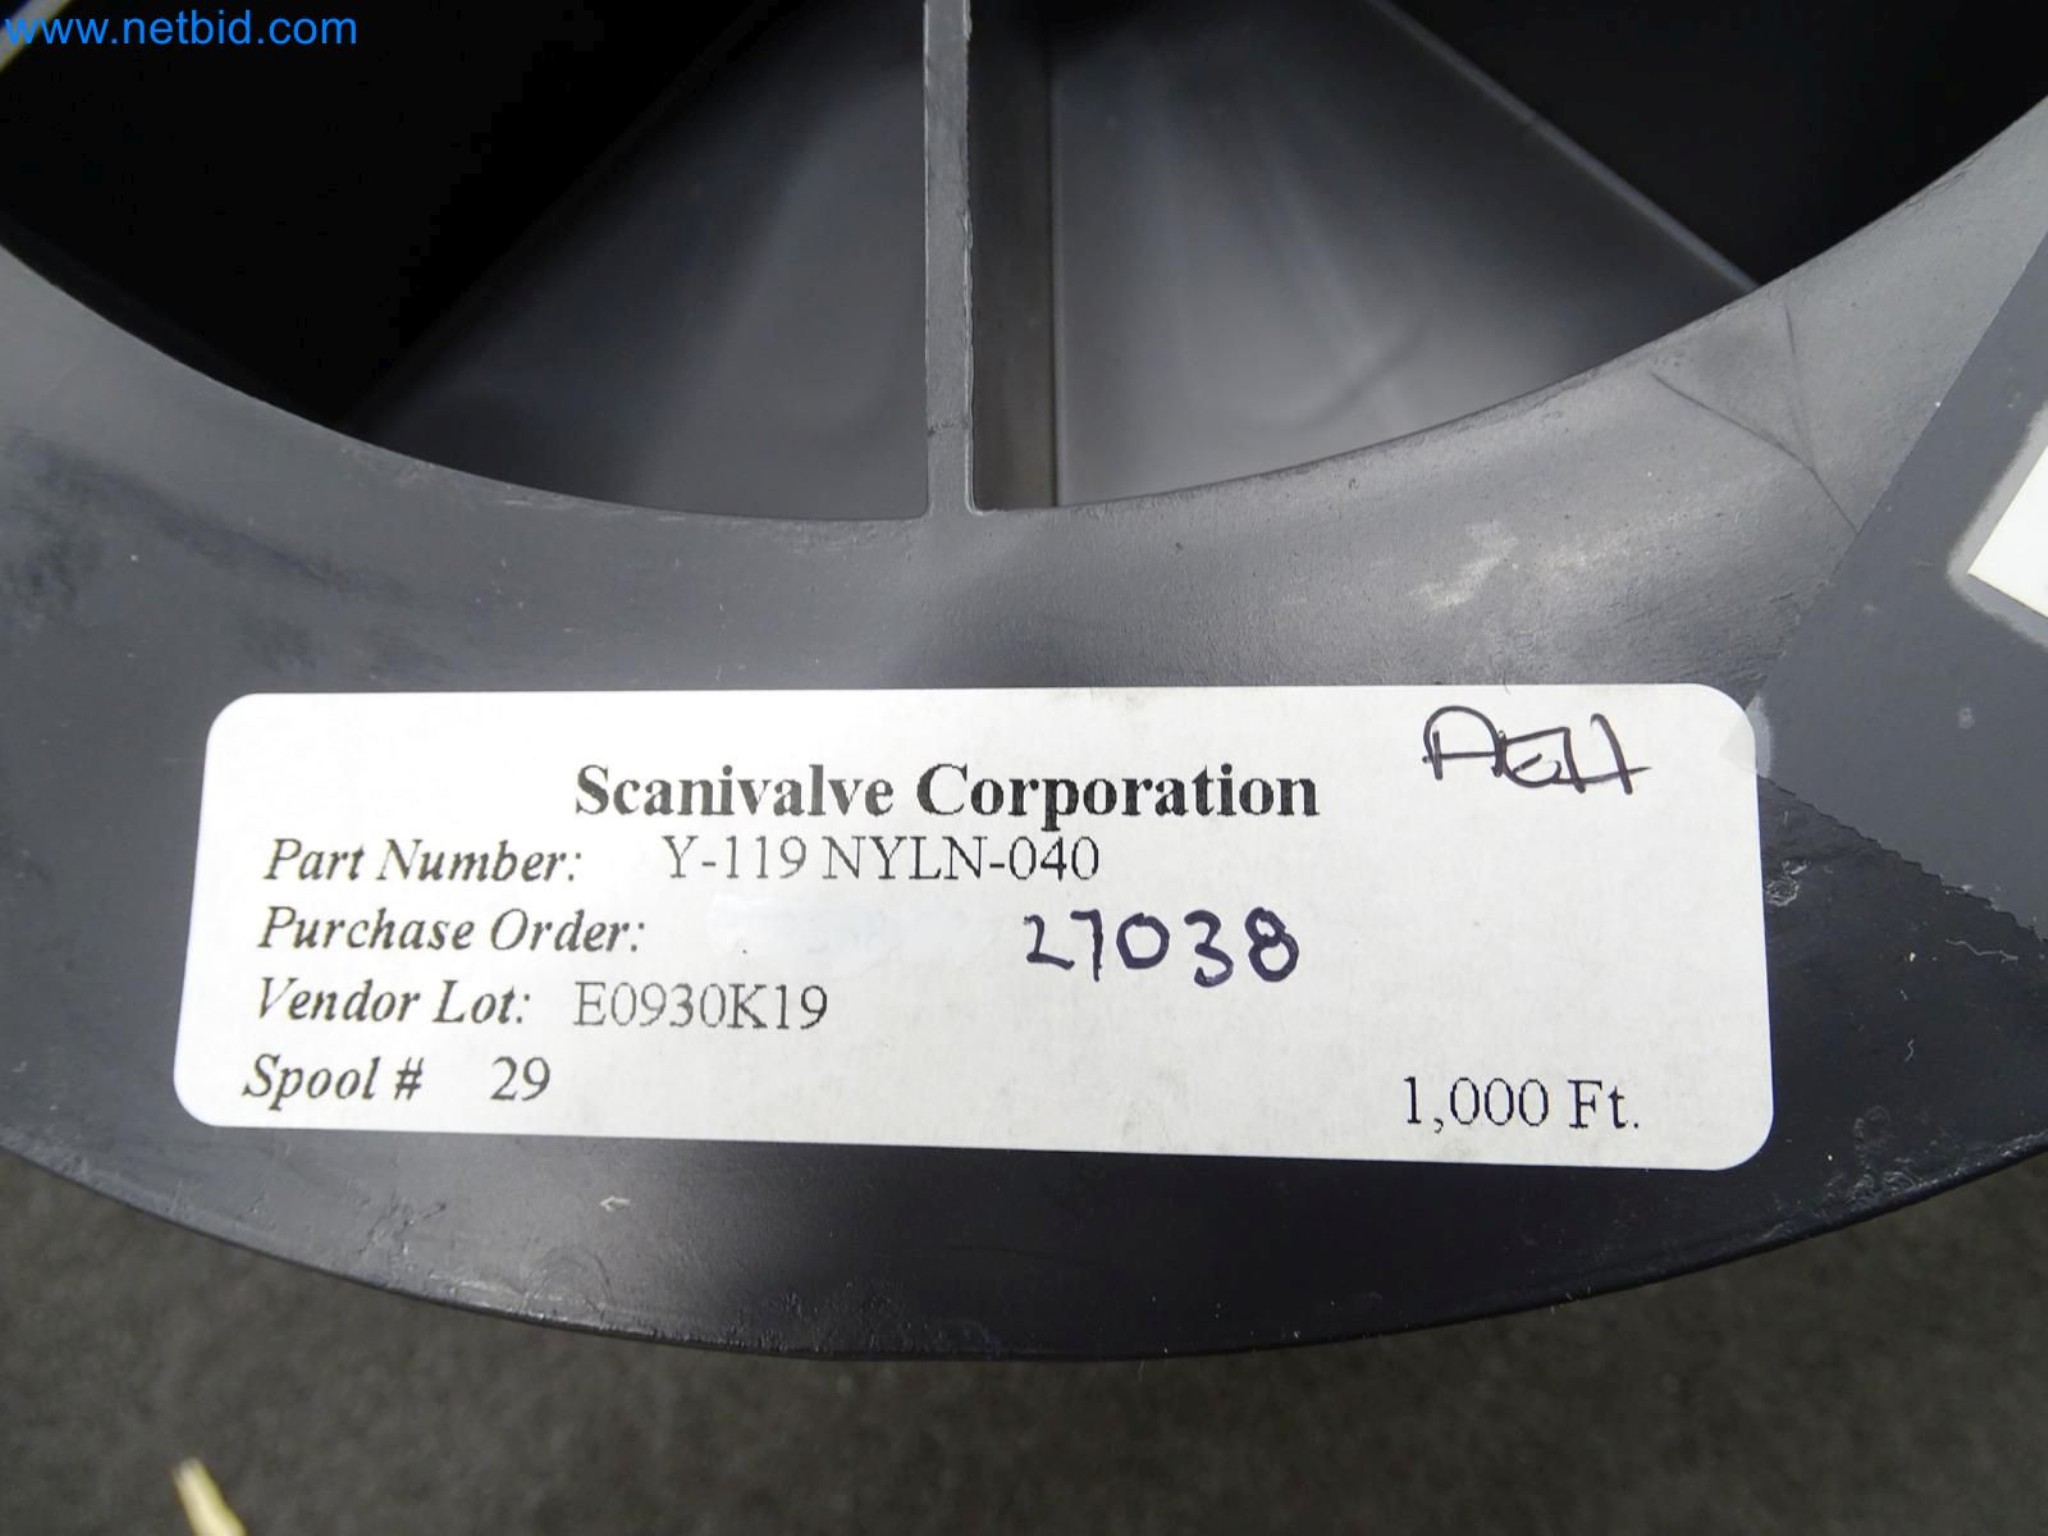 www.netbid.com
Scanivalve Corporation
Part Number: Y-119 NYLN-040
Purchase Order: 27038
Vendor Lot: E0930K19
Spool # 29 1,000 Ft.